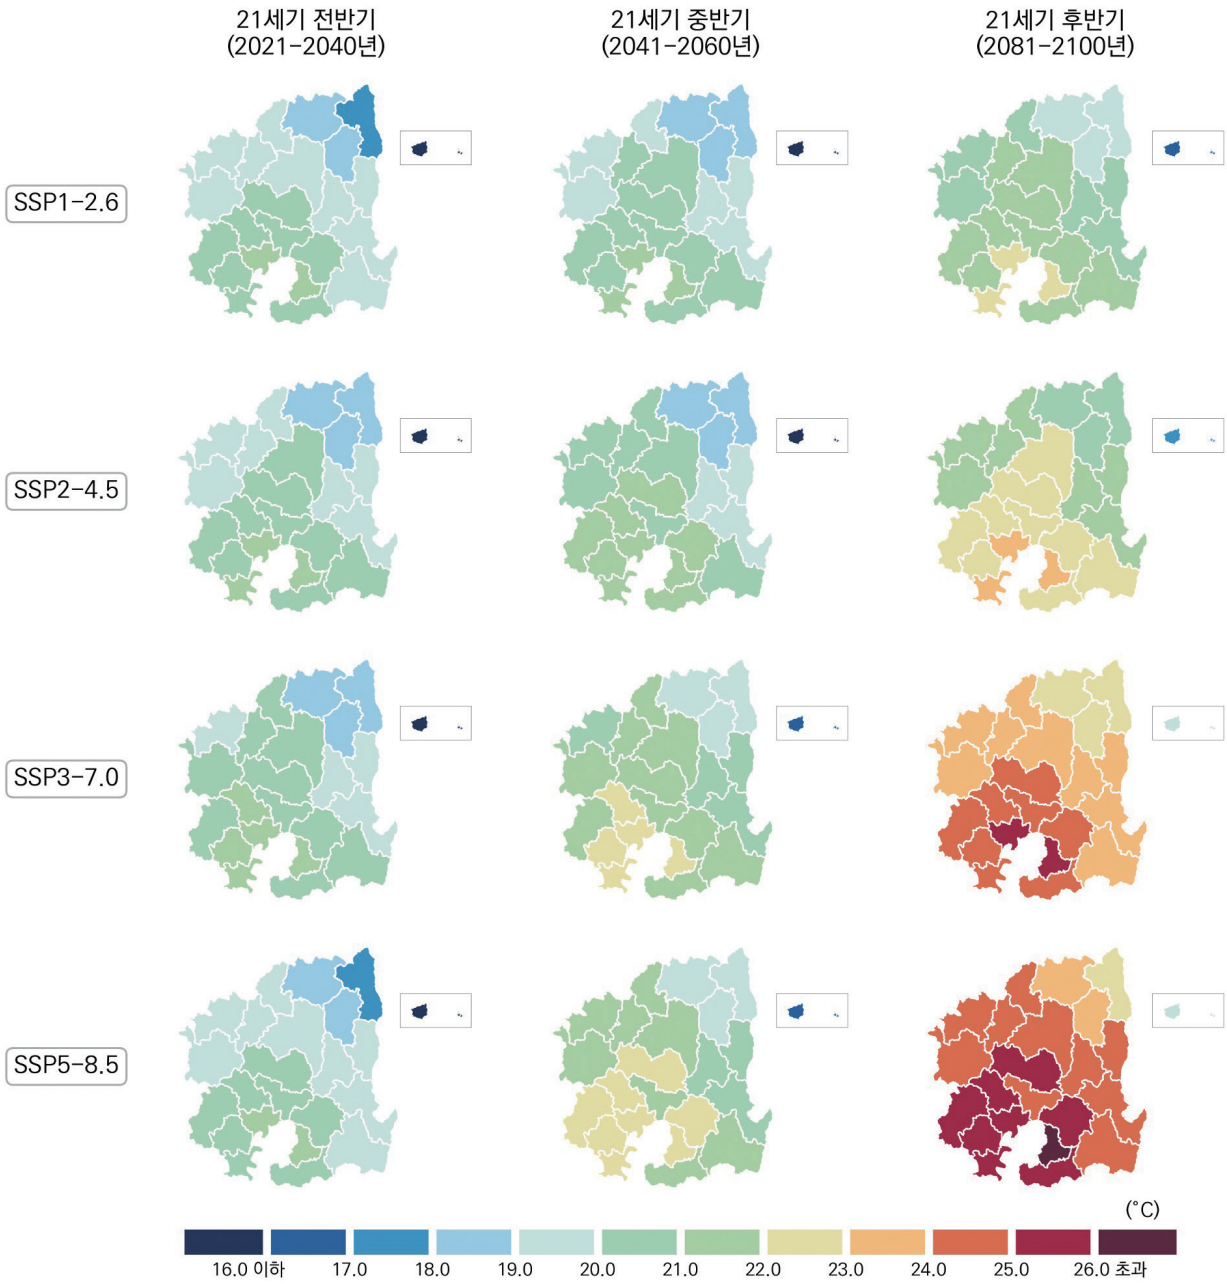 21세기 전반기
(2021-2040년)
21세기 중반기
(2041-2060년)
21세기 후반기
(2081-2100년)
SSP1-2.6
SSP2-4.5
SSP3-7.0
SSP5-8.5
(°C)
16.0 이하 17.0 18.0 19.0 20.0 21.0 22.0 23.0 24.0 25.0 26.0 초과